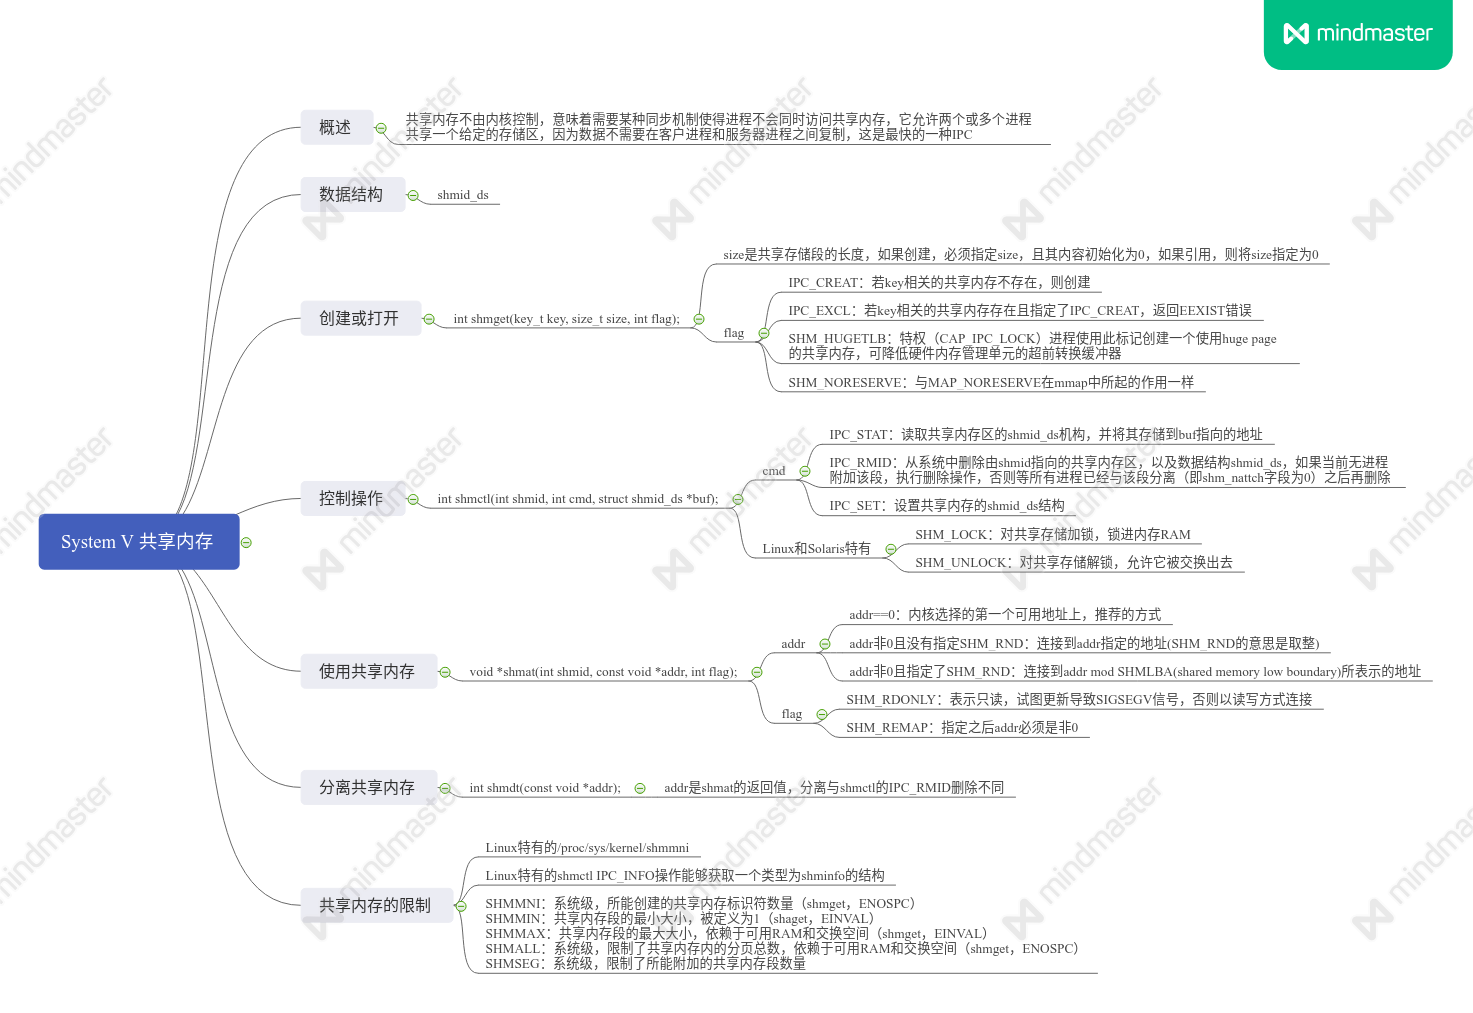 mindmaster
System V 共享内存
概述
共享内存不由内核控制，意味着需要某种同步机制使得进程不会同时访问共享内存，它允许两个或多个进程
共享一个给定的存储区，因为数据不需要在客户进程和服务器进程之间复制，这是最快的一种IPC
数据结构
shmid_ds
创建或打开
int shmget(key_t key, size_t size, int flag);
size是共享存储段的长度，如果创建，必须指定size，且其内容初始化为0，如果引用，则将size指定为0
flag
IPC_CREAT：若key相关的共享内存不存在，则创建
IPC_EXCL：若key相关的共享内存存在且指定了IPC_CREAT，返回EEXIST错误
SHM_HUGETLB：特权（CAP_IPC_LOCK）进程使用此标记创建一个使用huge page
的共享内存，可降低硬件内存管理单元的超前转换缓冲器
SHM_NORESERVE：与MAP_NORESERVE在mmap中所起的作用一样
控制操作
int shmctl(int shmid, int cmd, struct shmid_ds *buf);
cmd
IPC_STAT：读取共享内存区的shmid_ds机构，并将其存储到buf指向的地址
IPC_RMID：从系统中删除由shmid指向的共享内存区，以及数据结构shmid_ds，如果当前无进程
附加该段，执行删除操作，否则等所有进程已经与该段分离（即shm_nattch字段为0）之后再删除
IPC_SET：设置共享内存的shmid_ds结构
Linux和Solaris特有
SHM_LOCK：对共享存储加锁，锁进内存RAM
SHM_UNLOCK：对共享存储解锁，允许它被交换出去
使用共享内存
void *shmat(int shmid, const void *addr, int flag);
addr
addr==0：内核选择的第一个可用地址上，推荐的方式
addr非0且没有指定SHM_RND：连接到addr指定的地址(SHM_RND的意思是取整)
addr非0且指定了SHM_RND：连接到addr mod SHMLBA(shared memory low boundary)所表示的地址
flag
SHM_RDONLY：表示只读，试图更新导致SIGSEGV信号，否则以读写方式连接
SHM_REMAP：指定之后addr必须是非0
分离共享内存
int shmdt(const void *addr);
addr是shmat的返回值，分离与shmctl的IPC_RMID删除不同
共享内存的限制
Linux特有的/proc/sys/kernel/shmmni
Linux特有的shmctl IPC_INFO操作能够获取一个类型为shminfo的结构
SHMMNI：系统级，所能创建的共享内存标识符数量（shmget，ENOSPC）
SHMMIN：共享内存段的最小大小，被定义为1（shaget，EINVAL）
SHMMAX：共享内存段的最大大小，依赖于可用RAM和交换空间（shmget，EINVAL）
SHMALL：系统级，限制了共享内存内的分页总数，依赖于可用RAM和交换空间（shmget，ENOSPC）
SHMSEG：系统级，限制了所能附加的共享内存段数量